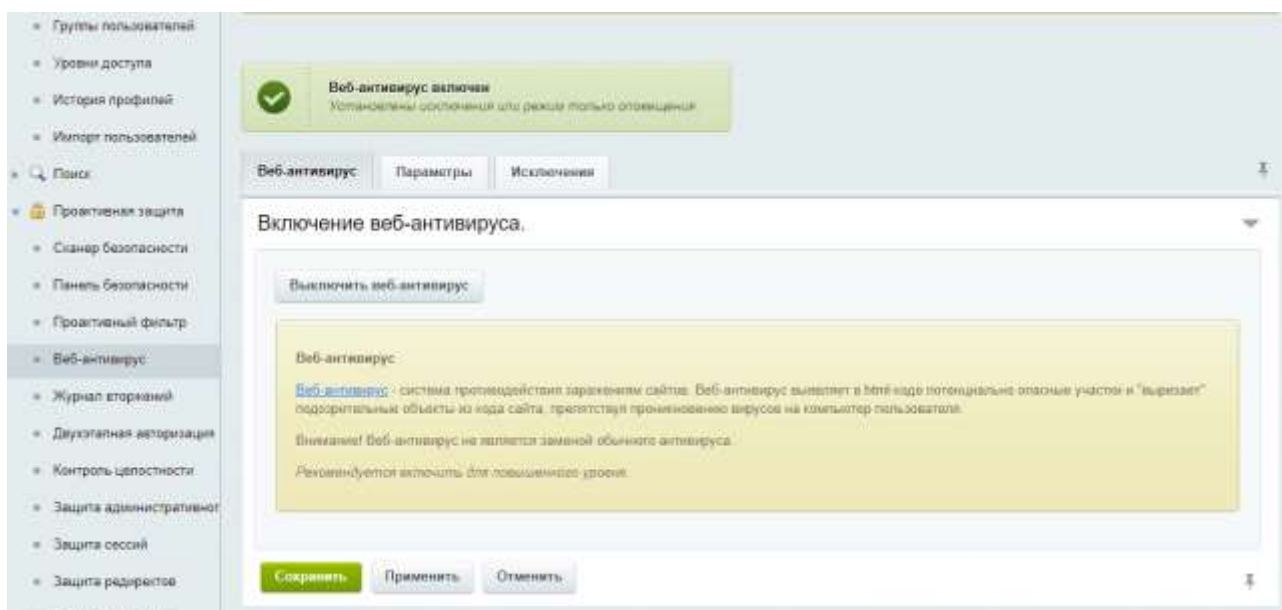 Группы пользователей
Уровни доступа
История профилей
Импорт пользователей
Поиск
Проактивная защита
Сканер безопасности
Панель безопасности
Проактивный фильтр
Веб-антивирус
Журнал вторжений
Двухэтапная авторизация
Контроль целостности
Защита административног
Защита сессий
Защита редиректов
Веб-антивирус включен
Установлены исключения или режим только оповещения
Веб-антивирус Параметры Исключения
Включение веб-антивируса.
Выключить веб-антивирус
Веб-антивирус
Веб-антивирус - система противодействия заражениям сайтов. Веб-антивирус выявляет в html-коде потенциально опасные участки и "вырезает"
подозрительные объекты из кода сайта, препятствуя проникновению вирусов на компьютер пользователя.
Внимание! Веб-антивирус не является заменой обычного антивируса.
Рекомендуется включить для повышенного уровня.
Сохранить Применить Отменить